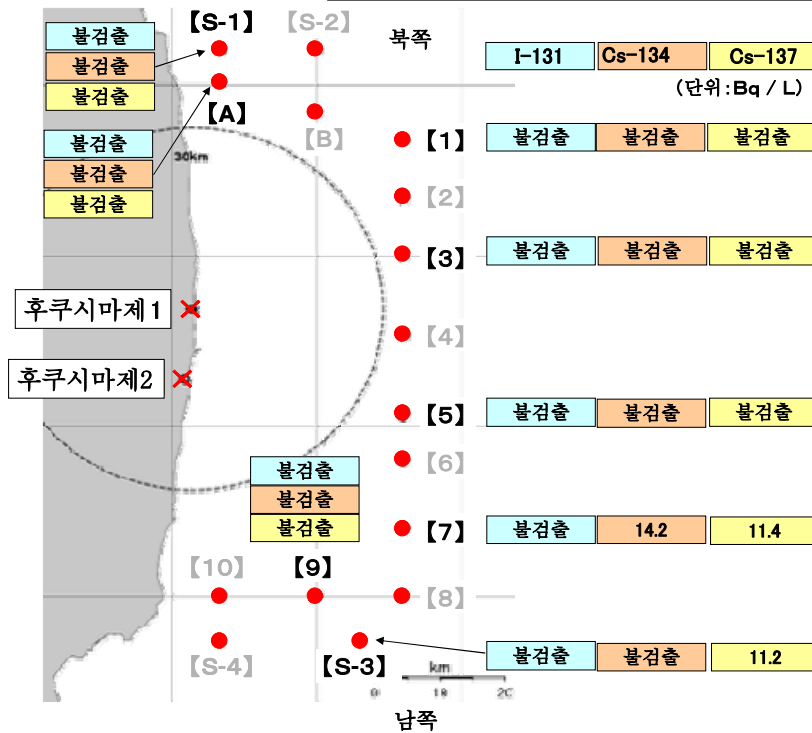 【S-1】
【S-2】
북쪽
불검출
불검출
불검출
I-131 Cs-134 Cs-137
(단위:Bq / L)
【A】
【B】
불검출
불검출
불검출
30km
【1】 불검출 불검출 불검출
【2】
【3】 불검출 불검출 불검출
후쿠시마제1
【4】
후쿠시마제2
【5】 불검출 불검출 불검출
【6】
불검출
불검출
불검출
【7】 불검출 14.2 11.4
【10】
【9】
【8】
【S-4】
【S-3】 불검출 불검출 11.2
km
0 10 20
남쪽